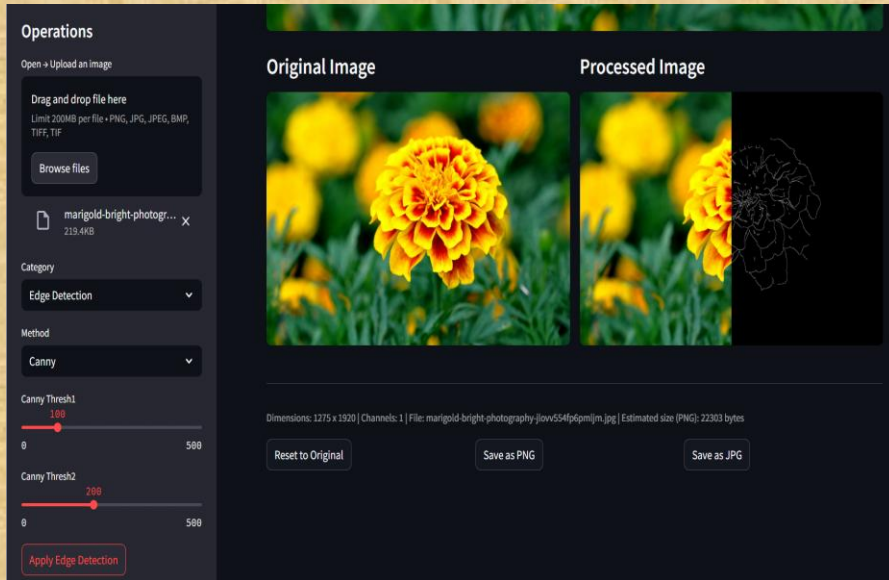 Operations
Open → Upload an image
Drag and drop file here
Limit 200MB per file • PNG, JPG, JPEG, BMP,
TIFF, TIF
Browse files
marigold-bright-photogr...
219.4KB
Category
Edge Detection
Method
Canny
Canny Thresh1
100
0 500
Canny Thresh2
200
0 500
Apply Edge Detection
Original Image Processed Image
Dimensions: 1275 x 1920 | Channels: 1 | File: marigold-bright-photography-jlovv554fp6pmijm.jpg | Estimated size (PNG): 22303 bytes
Reset to Original Save as PNG Save as JPG